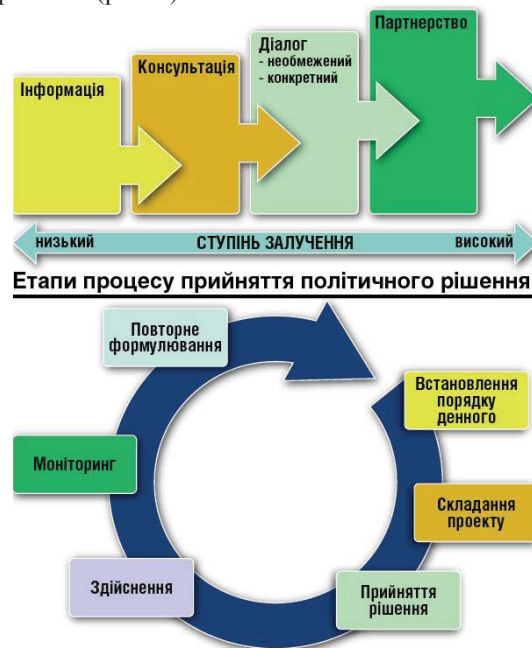 Інформація
Консультація
Діалог
- необмежений
- конкретний
Партнерство
низький
СТУПІНЬ ЗАЛУЧЕННЯ
високий
Етапи процесу прийняття політичного рішення
Повторне
формулювання
Встановлення
порядку
денного
Моніторинг
Складання
проекту
Здійснення
Прийняття
рішення